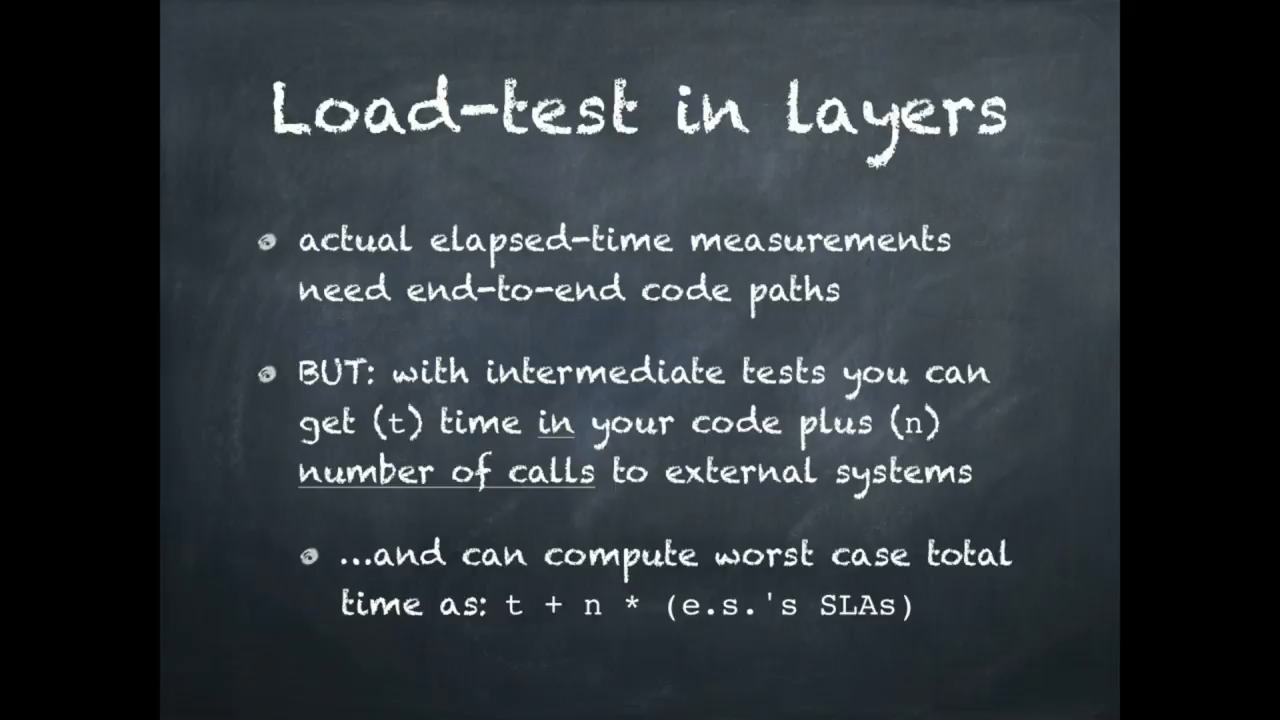 Load-test in layers
actual elapsed-time measurements
need end-to-end code paths
BUT: with intermediate tests you can
get (t) time in your code plus (n)
number of calls to external systems
...and can compute worst case total
time as: t + n * (e.s.'s SLAs)